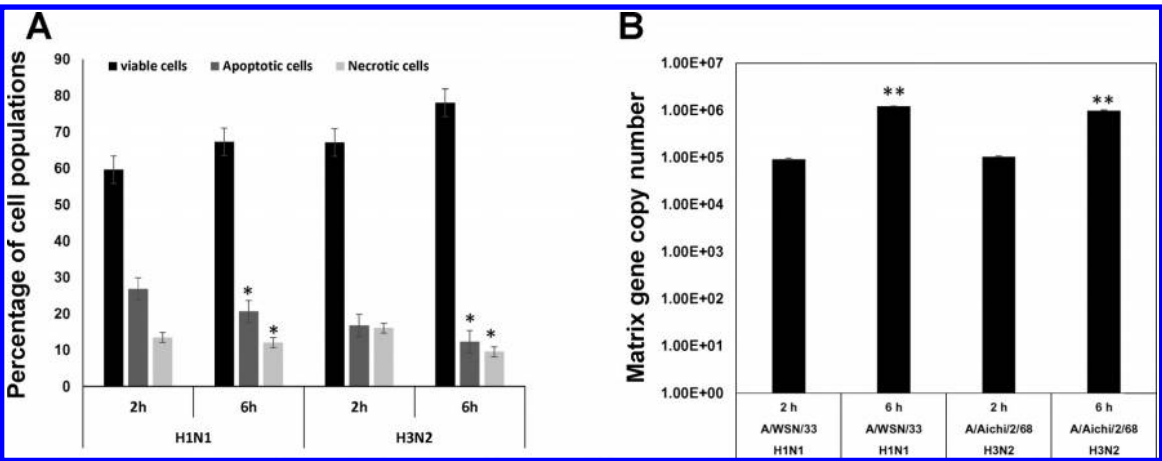 A
Percentage of cell populations
90
80
70
60
50
40
30
20
10
0
viable cells Apoptotic cells Necrotic cells
* * * *
2h 6h 2h 6h
H1N1 H3N2
B
Matrix gene copy number
1.00E+07
1.00E+06
1.00E+05
1.00E+04
1.00E+03
1.00E+02
1.00E+01
1.00E+00
** **
2 h 6 h 2 h 6 h
A/WSN/33 A/WSN/33 A/Aichi/2/68 A/Aichi/2/68
H1N1 H1N1 H3N2 H3N2